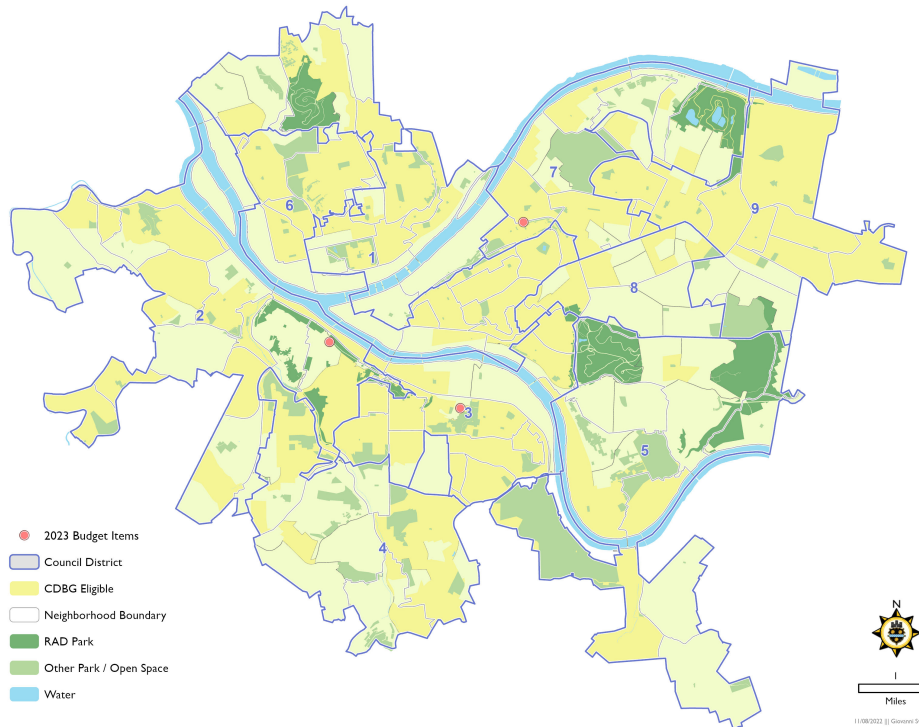 7
9
6
1
8
2
3
5
4
2023 Budget Items
Council District
CDBG Eligible
Neighborhood Boundary
RAD Park
Other Park / Open Space
Water
N
1
Miles
11/08/2022 || Giovonni S